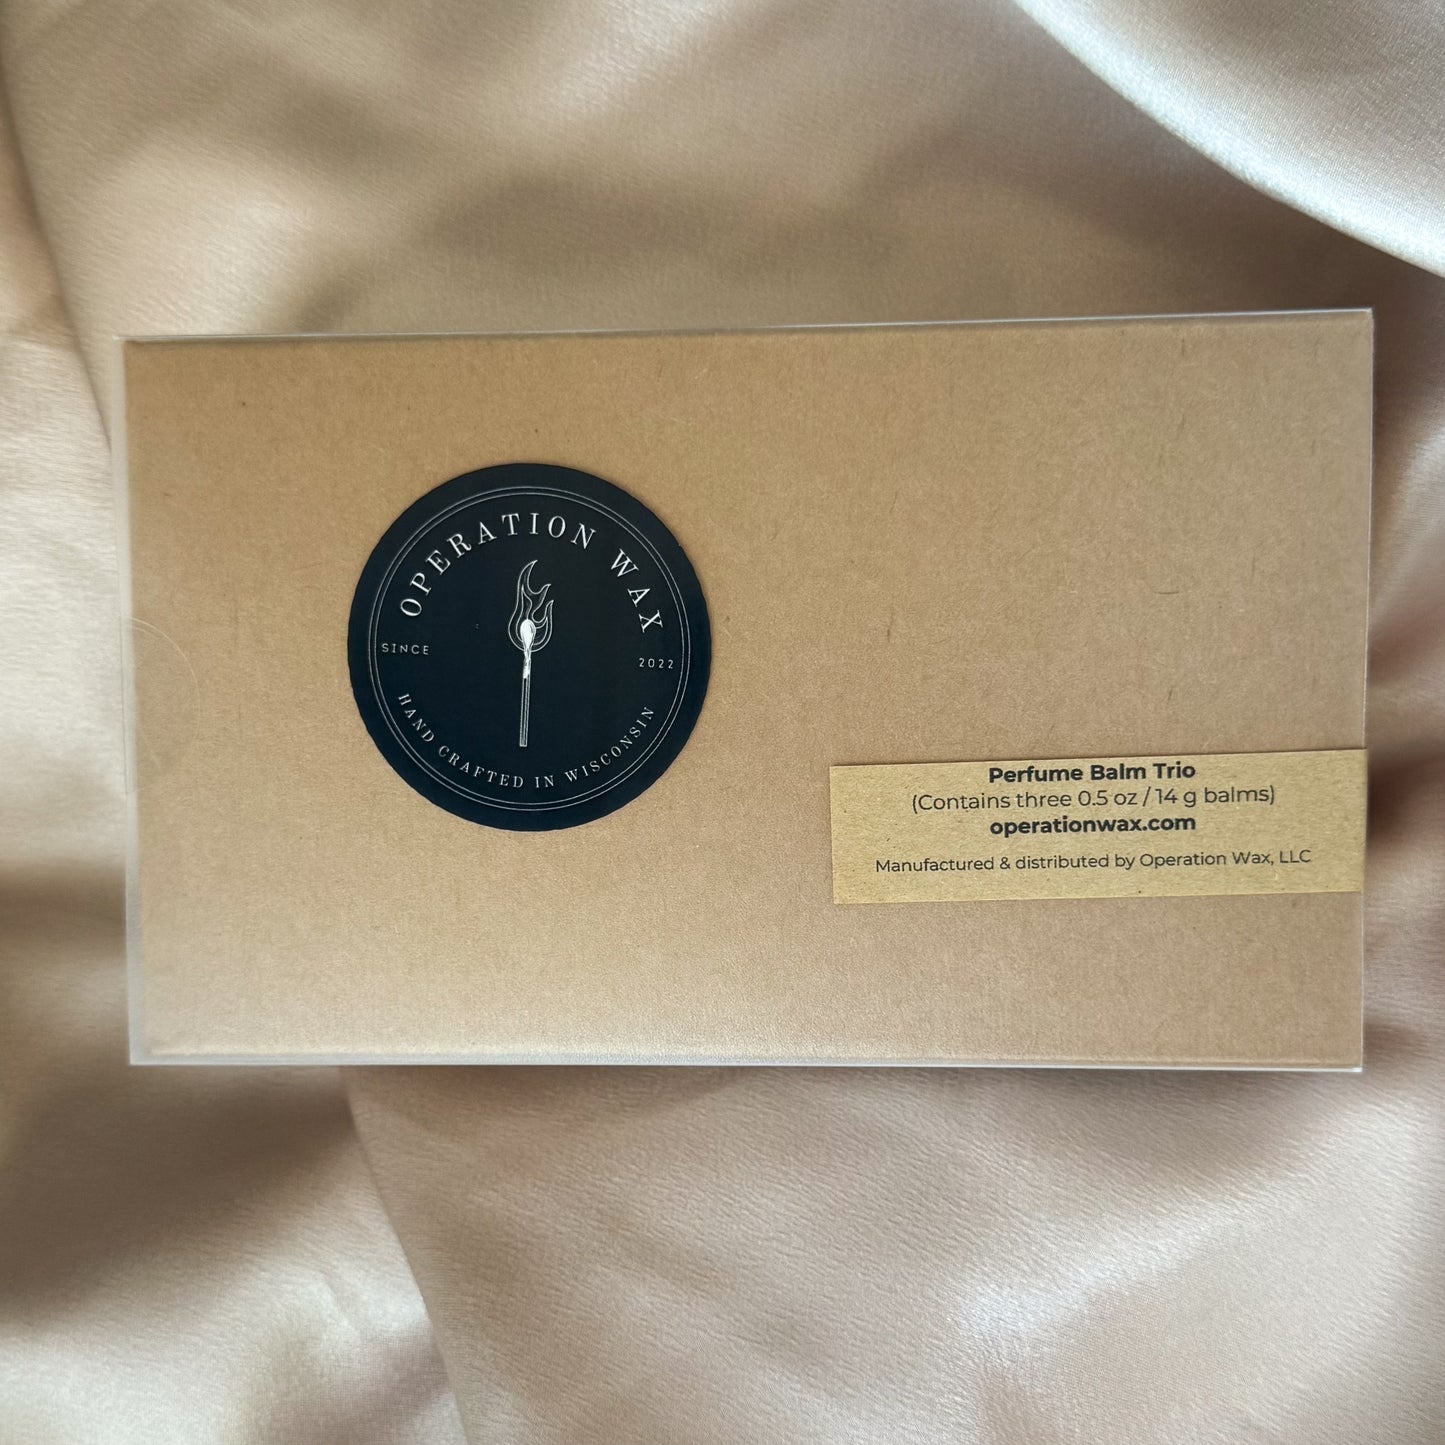 OPERATION WAX
SINCE 2022
HAND CRAFTED IN WISCONSIN
Perfume Balm Trio
(Contains three 0.5 oz / 14 g balms)
operationwax.com
Manufactured & distributed by Operation Wax, LLC